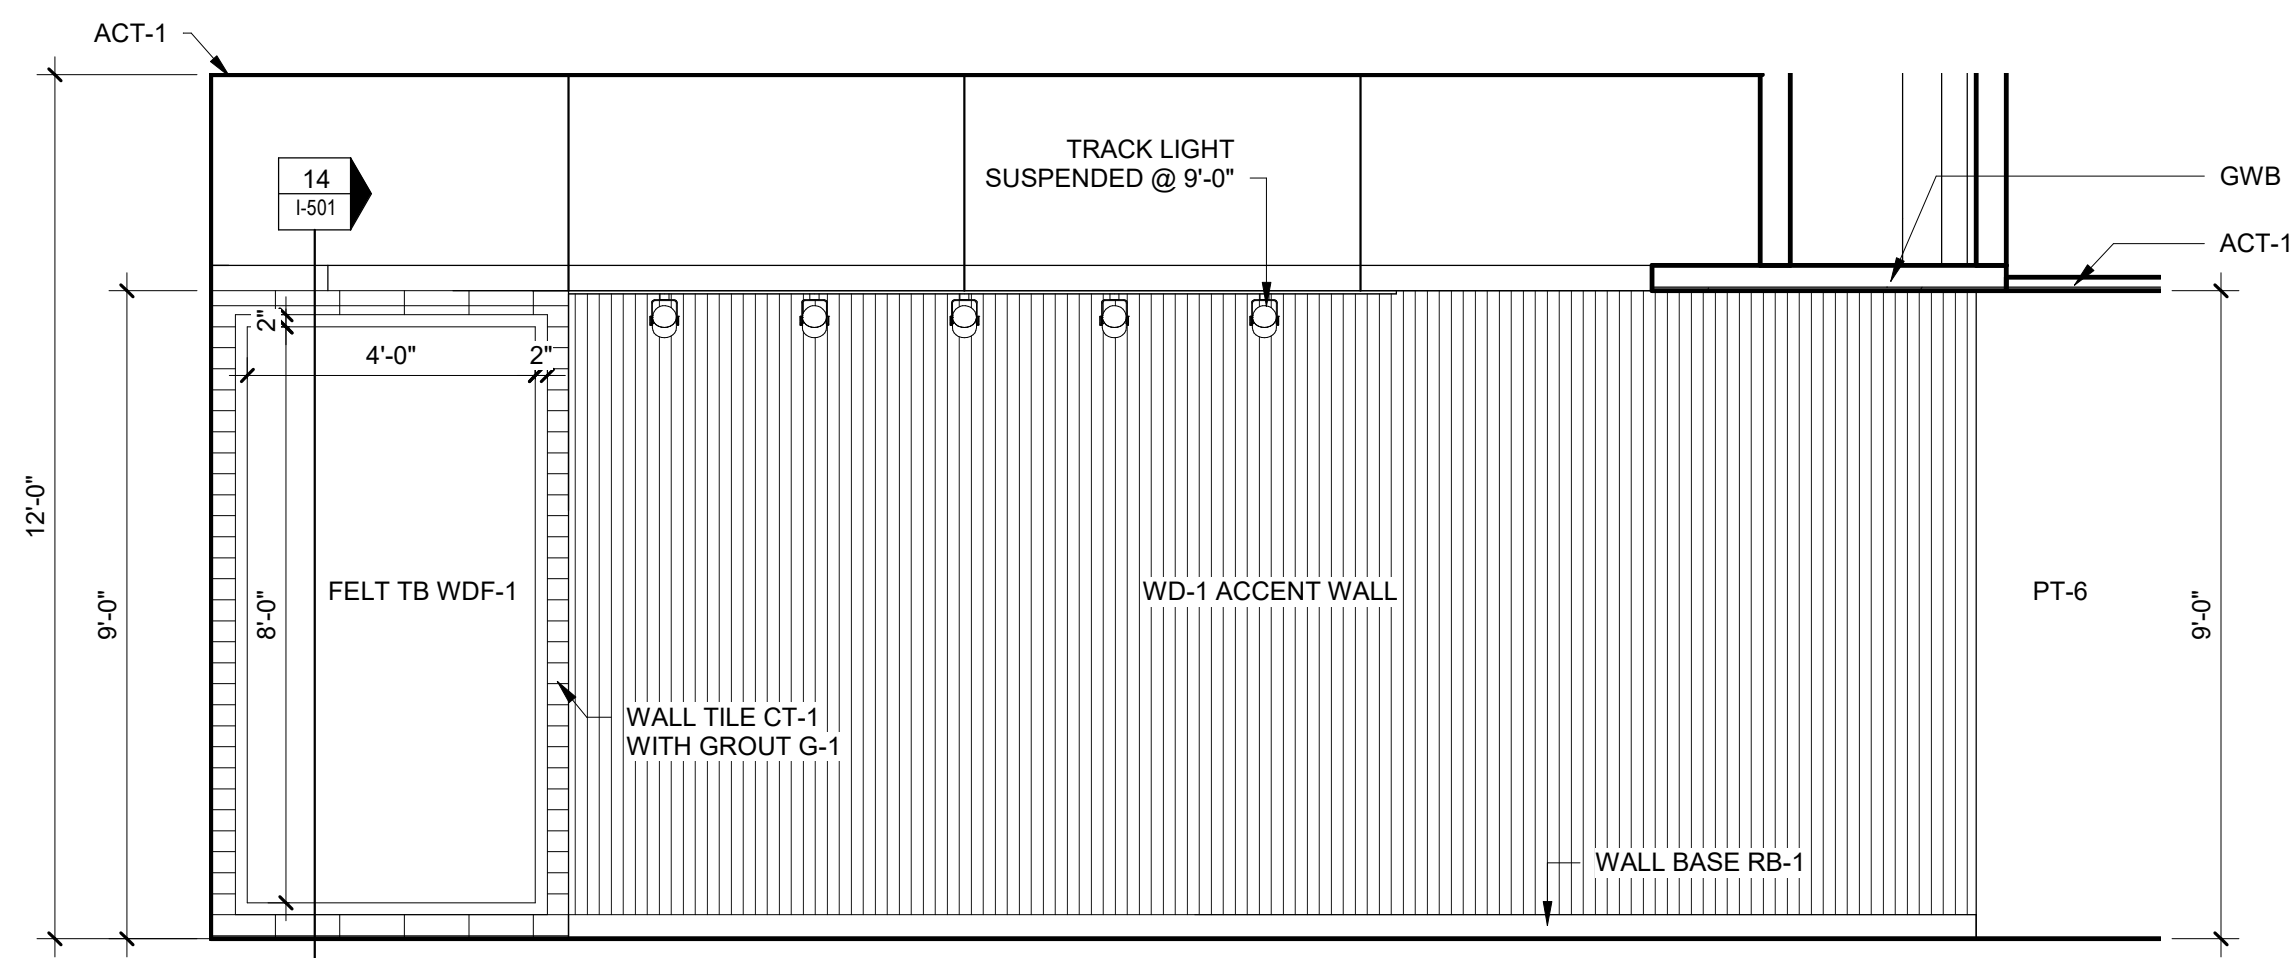 ACT-1
TRACK LIGHT
SUSPENDED @ 9'-0"
14
I-501
GWB
ACT-1
2"
4'-0"
2"
12'-0"
9'-0"
8'-0"
FELT TB WDF-1
WD-1 ACCENT WALL
PT-6
9'-0"
WALL TILE CT-1
WITH GROUT G-1
WALL BASE RB-1